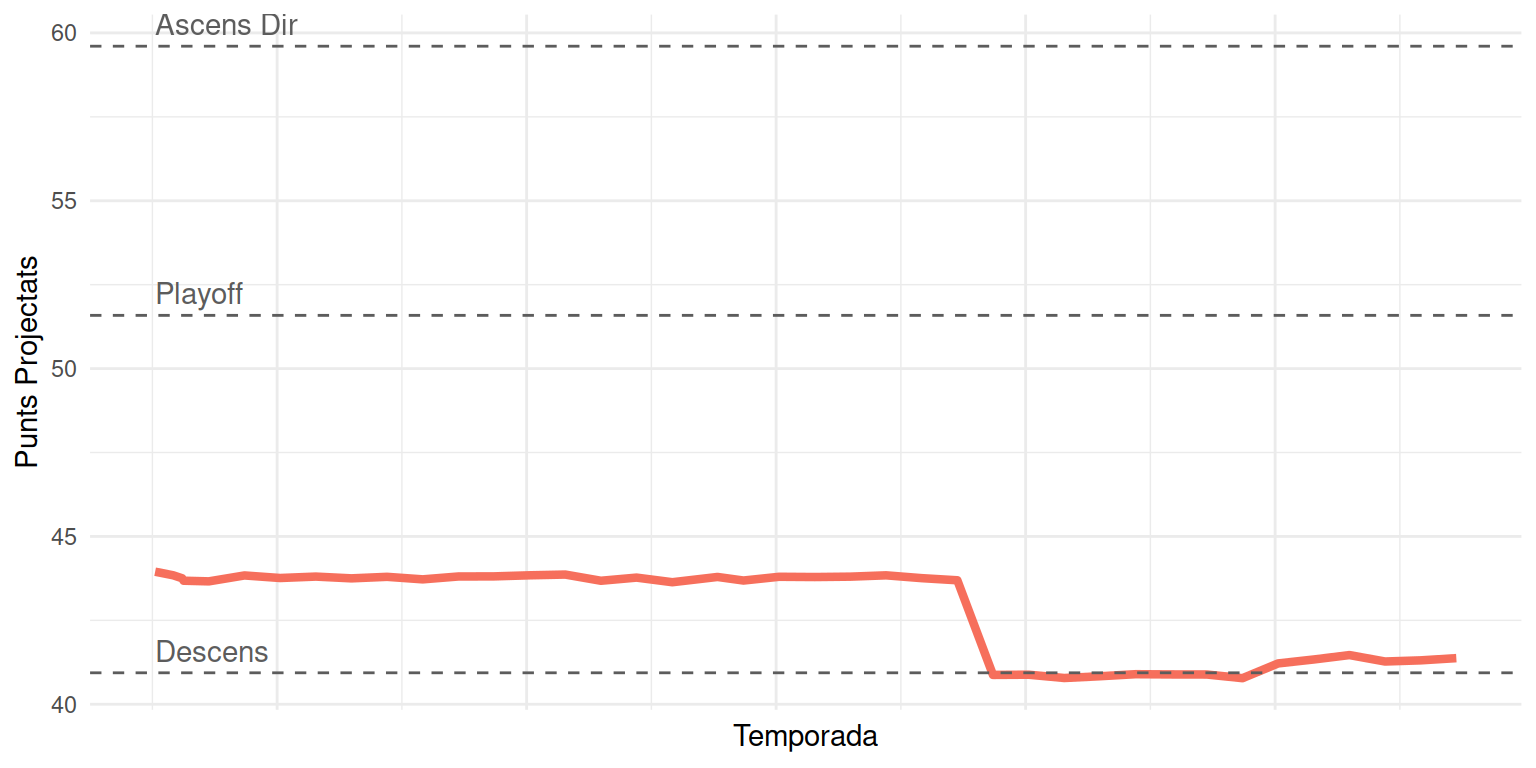 Ascens Dir
60
55
Playoff
50
45
Descens
40
Punts Projectats
Temporada